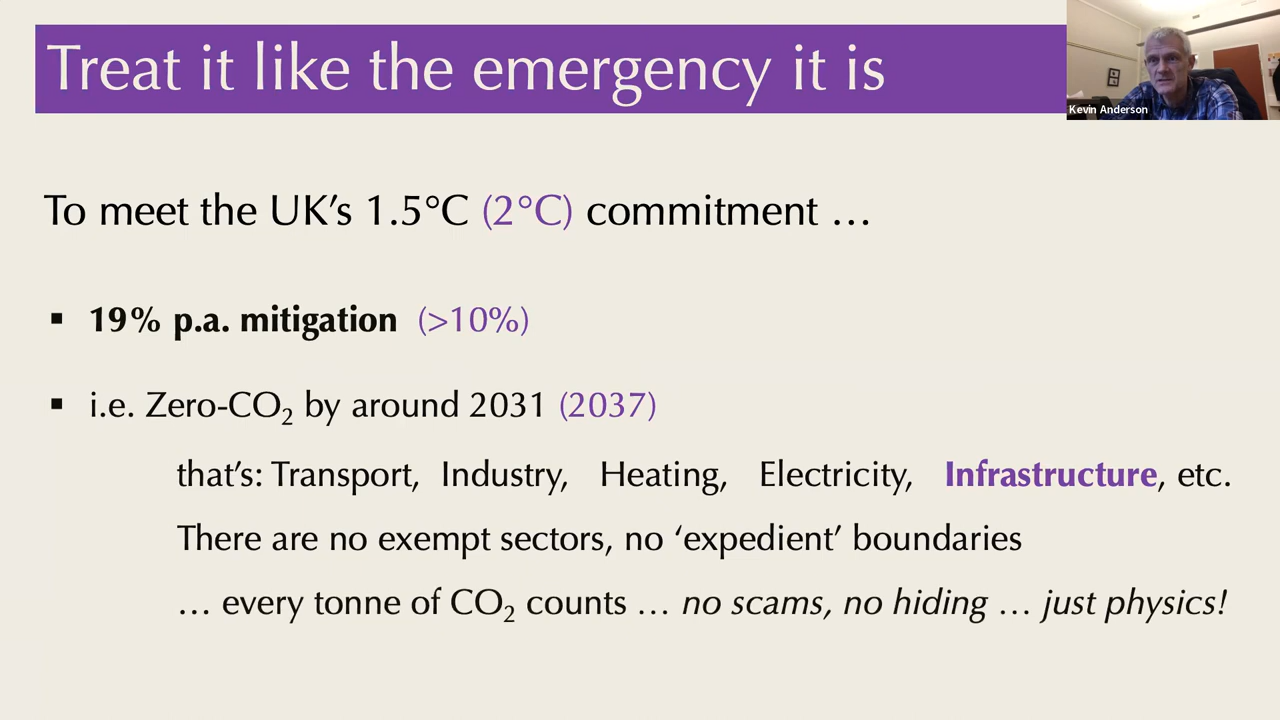 Treat it like the emergency it is
Kevin Anderson
To meet the UK’s 1.5°C (2°C) commitment …
▪ 19% p.a. mitigation (>10%)
▪ i.e. Zero-CO₂ by around 2031 (2037)
that’s: Transport, Industry, Heating, Electricity, Infrastructure, etc.
There are no exempt sectors, no ‘expedient’ boundaries
… every tonne of CO₂ counts … no scams, no hiding … just physics!